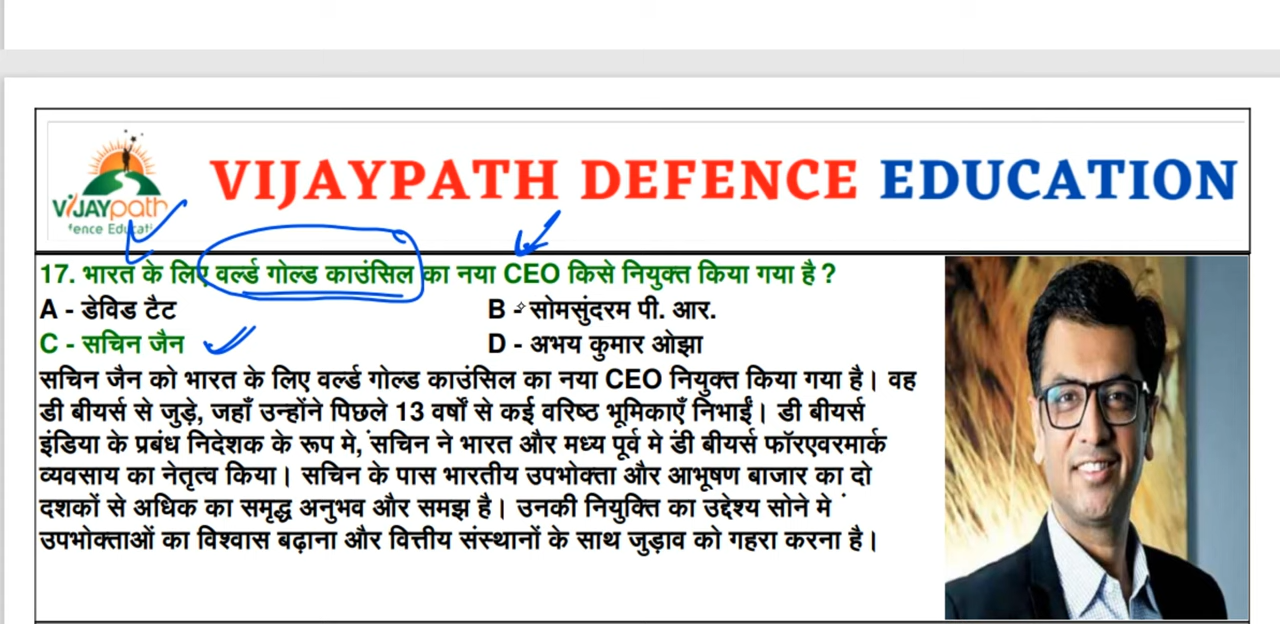 VIJAYPATH DEFENCE EDUCATION
VIJAYpath
fence Educati
17. भारत के लिए वर्ल्ड गोल्ड काउंसिल का नया CEO किसे नियुक्त किया गया है?
A - डेविड टैट
B - सोमसुंदरम पी. आर.
C - सचिन जैन
D - अभय कुमार ओझा
सचिन जैन को भारत के लिए वर्ल्ड गोल्ड काउंसिल का नया CEO नियुक्त किया गया है। वह
डी बीयर्स से जुड़े, जहाँ उन्होंने पिछले 13 वर्षों से कई वरिष्ठ भूमिकाएँ निभाईं। डी बीयर्स
इंडिया के प्रबंध निदेशक के रूप मे, ंसचिन ने भारत और मध्य पूर्व मे ंडी बीयर्स फॉरएवरमार्क
व्यवसाय का नेतृत्व किया। सचिन के पास भारतीय उपभोक्ता और आभूषण बाजार का दो
दशकों से अधिक का समृद्ध अनुभव और समझ है। उनकी नियुक्ति का उद्देश्य सोने मे ं
उपभोक्ताओं का विश्वास बढ़ाना और वित्तीय संस्थानों के साथ जुड़ाव को गहरा करना है।